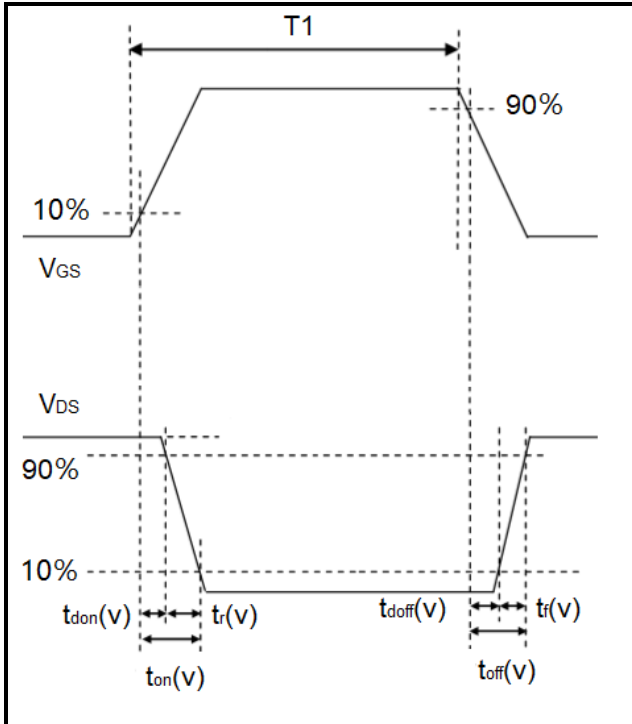 T1
90%
10%
VGS
VDS
90%
10%
tdon(v) tr(v) tdoff(v) tf(v)
ton(v) toff(v)